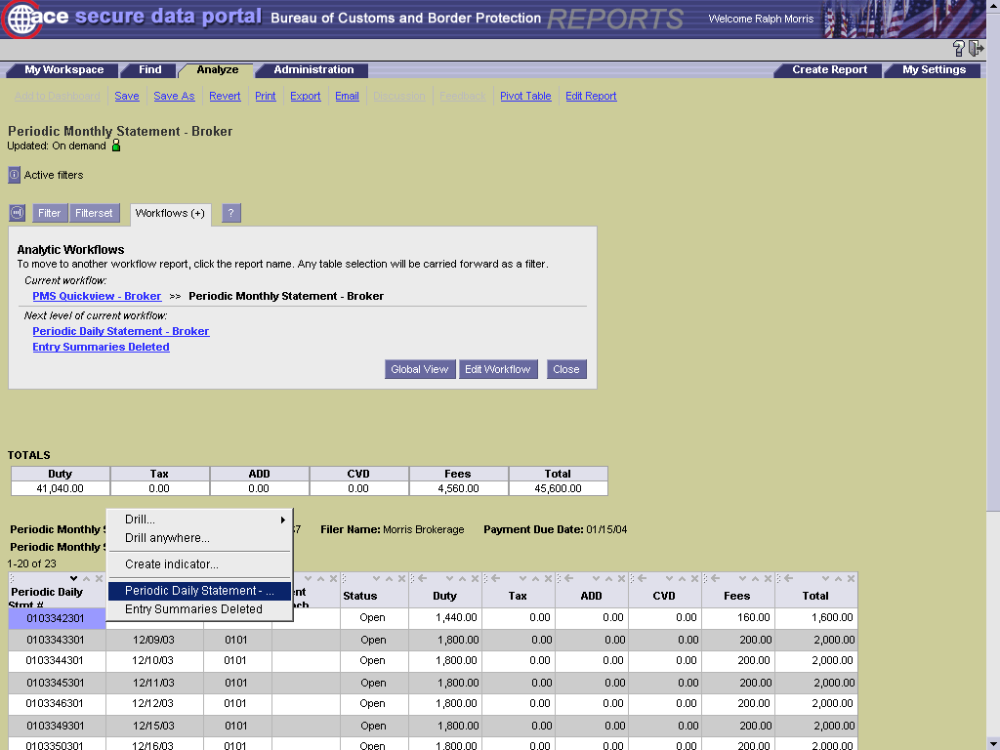 ace secure data portal Bureau of Customs and Border Protection REPORTS Welcome Ralph Morris
My Workspace Find Analyze Administration Create Report My Settings
Add to Dashboard Save Save As Revert Print Export Email Discussion Feedback Pivot Table Edit Report
Periodic Monthly Statement - Broker
Updated: On demand
Active filters
Filter Filterset Workflows (+) ?
Analytic Workflows
To move to another workflow report, click the report name. Any table selection will be carried forward as a filter.
Current workflow:
PMS Quickview - Broker >> Periodic Monthly Statement - Broker
Next level of current workflow:
Periodic Daily Statement - Broker
Entry Summaries Deleted
Global View Edit Workflow Close
TOTALS
Duty Tax ADD CVD Fees Total
41,040.00 0.00 0.00 0.00 4,560.00 45,600.00
Drill...
Drill anywhere...
Create indicator...
Periodic Daily Statement - ...
Entry Summaries Deleted
Periodic Monthly 7 Filer Name: Morris Brokerage Payment Due Date: 01/15/04
Periodic Monthly
1-20 of 23
Periodic Daily Stmt # Status Duty Tax ADD CVD Fees Total
0103342301 Open 1,440.00 0.00 0.00 0.00 160.00 1,600.00
0103343301 12/09/03 0101 Open 1,800.00 0.00 0.00 0.00 200.00 2,000.00
0103344301 12/10/03 0101 Open 1,800.00 0.00 0.00 0.00 200.00 2,000.00
0103345301 12/11/03 0101 Open 1,800.00 0.00 0.00 0.00 200.00 2,000.00
0103346301 12/12/03 0101 Open 1,800.00 0.00 0.00 0.00 200.00 2,000.00
0103349301 12/15/03 0101 Open 1,800.00 0.00 0.00 0.00 200.00 2,000.00
0103350301 12/16/03 0101 Open 1,800.00 0.00 0.00 0.00 200.00 2,000.00